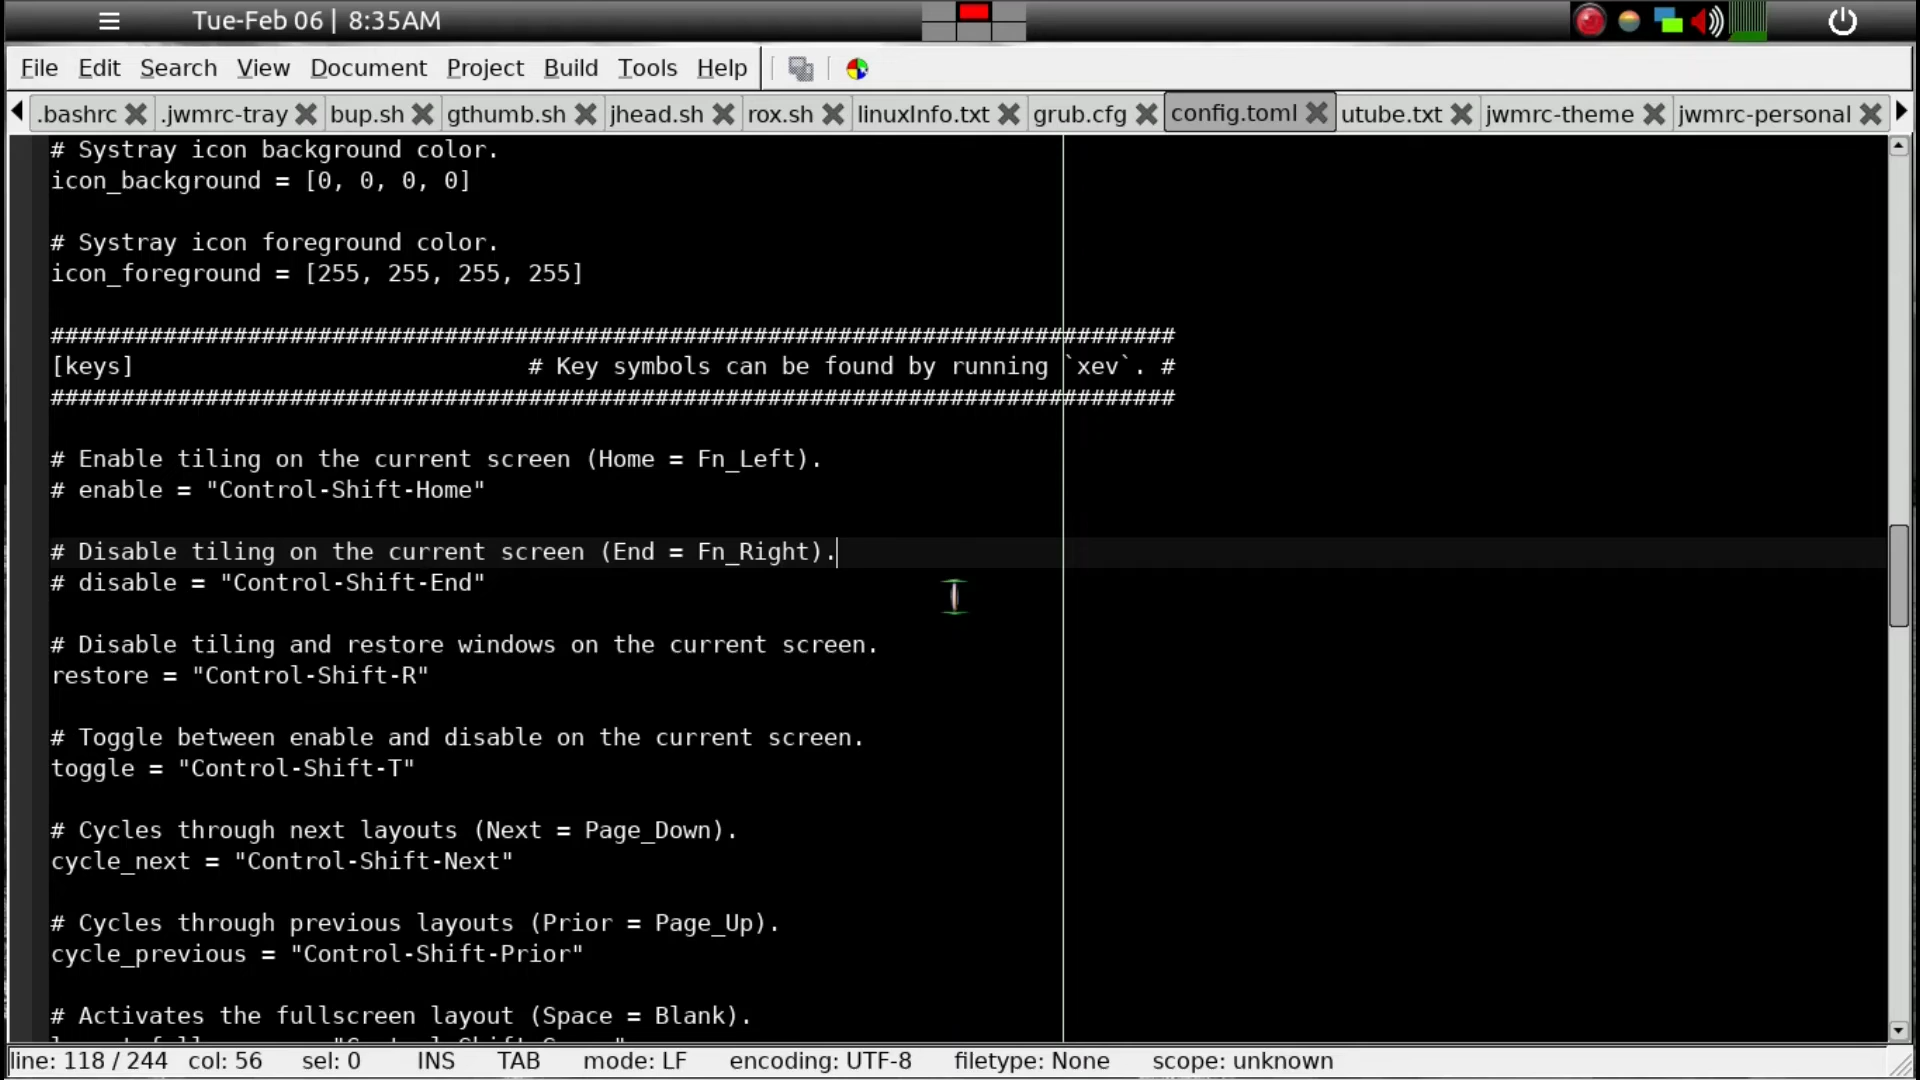 Tue-Feb 06 | 8:35AM
File Edit Search View Document Project Build Tools Help
.bashrc .jwmrc-tray bup.sh gthumb.sh jhead.sh rox.sh linuxInfo.txt grub.cfg config.toml utube.txt jwmrc-theme jwmrc-personal
# Systray icon background color.
icon_background = [0, 0, 0, 0]
# Systray icon foreground color.
icon_foreground = [255, 255, 255, 255]
################################################################################
[keys] # Key symbols can be found by running `xev`. #
################################################################################
# Enable tiling on the current screen (Home = Fn_Left).
# enable = "Control-Shift-Home"
# Disable tiling on the current screen (End = Fn_Right).
# disable = "Control-Shift-End"
# Disable tiling and restore windows on the current screen.
restore = "Control-Shift-R"
# Toggle between enable and disable on the current screen.
toggle = "Control-Shift-T"
# Cycles through next layouts (Next = Page_Down).
cycle_next = "Control-Shift-Next"
# Cycles through previous layouts (Prior = Page_Up).
cycle_previous = "Control-Shift-Prior"
# Activates the fullscreen layout (Space = Blank).
line: 118 / 244 col: 56 sel: 0 INS TAB mode: LF encoding: UTF-8 filetype: None scope: unknown